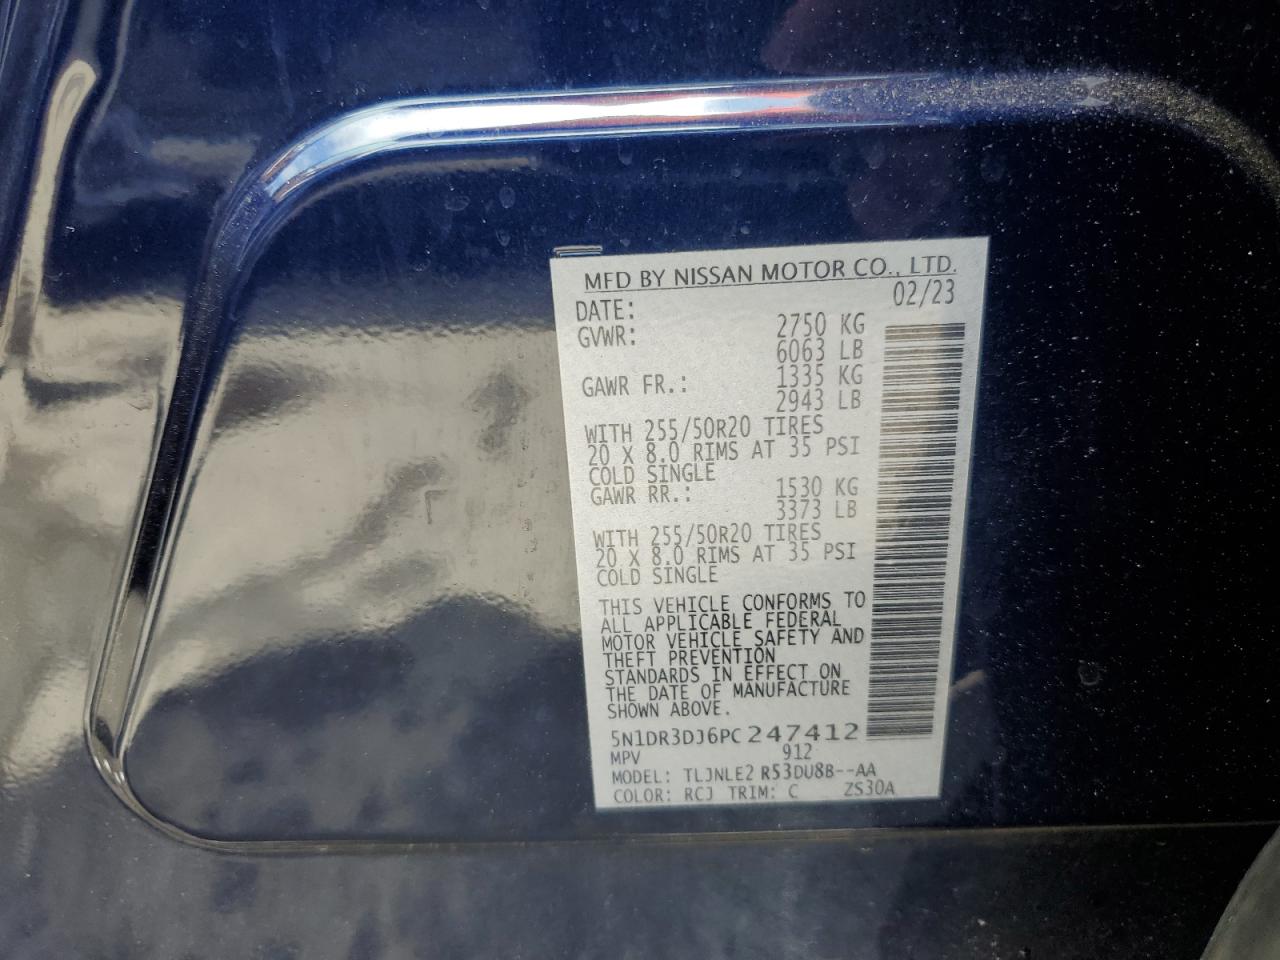 MFD BY NISSAN MOTOR CO., LTD.
DATE: 02/23
GVWR: 2750 KG
6063 LB
GAWR FR.: 1335 KG
2943 LB
WITH 255/50R20 TIRES
20 X 8.0 RIMS AT 35 PSI
COLD SINGLE
GAWR RR.: 1530 KG
3373 LB
WITH 255/50R20 TIRES
20 X 8.0 RIMS AT 35 PSI
COLD SINGLE
THIS VEHICLE CONFORMS TO
ALL APPLICABLE FEDERAL
MOTOR VEHICLE SAFETY AND
THEFT PREVENTION
STANDARDS IN EFFECT ON
THE DATE OF MANUFACTURE
SHOWN ABOVE.
5N1DR3DJ6PC247412
MPV 912
MODEL: TLJNLE2 R53DU8B--AA
COLOR: RCJ TRIM: C ZS30A